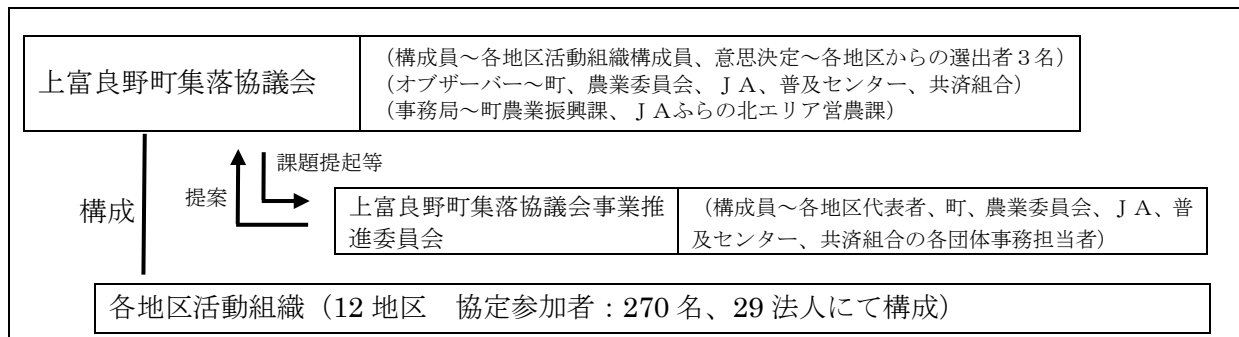 上富良野町集落協議会
（構成員～各地区活動組織構成員、意思決定～各地区からの選出者３名）
（オブザーバー～町、農業委員会、ＪＡ、普及センター、共済組合）
（事務局～町農業振興課、ＪＡふらの北エリア営農課）
課題提起等
提案
構成
上富良野町集落協議会事業推
進委員会
（構成員～各地区代表者、町、農業委員会、ＪＡ、普
及センター、共済組合の各団体事務担当者）
各地区活動組織（12 地区　協定参加者：270 名、29 法人にて構成）